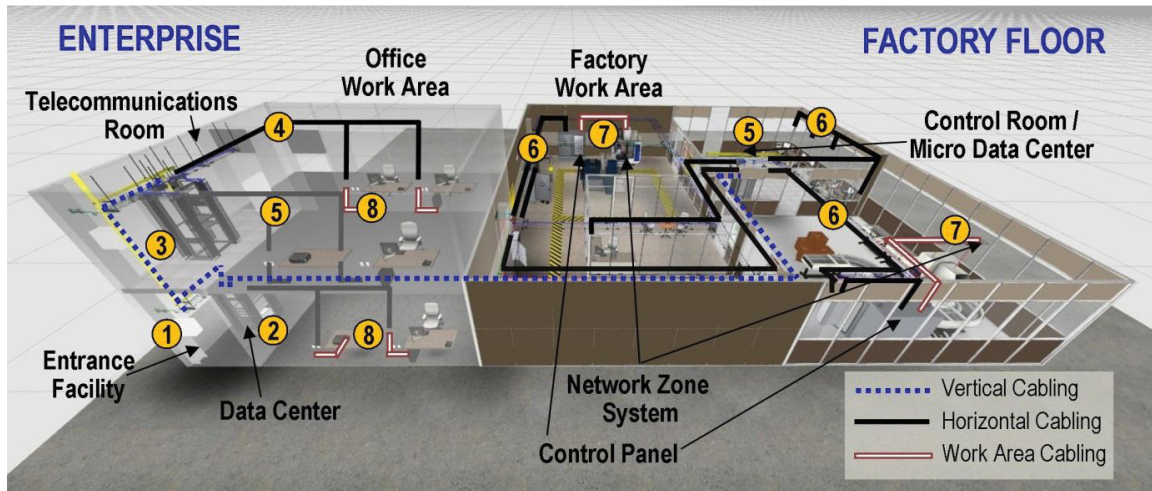 ENTERPRISE
FACTORY FLOOR
Office
Work Area
Factory
Work Area
Telecommunications
Room
Control Room /
Micro Data Center
4
6
7
5
6
5
8
3
6
7
1
2
8
Entrance
Facility
Data Center
Network Zone
System
Control Panel
Vertical Cabling
Horizontal Cabling
Work Area Cabling